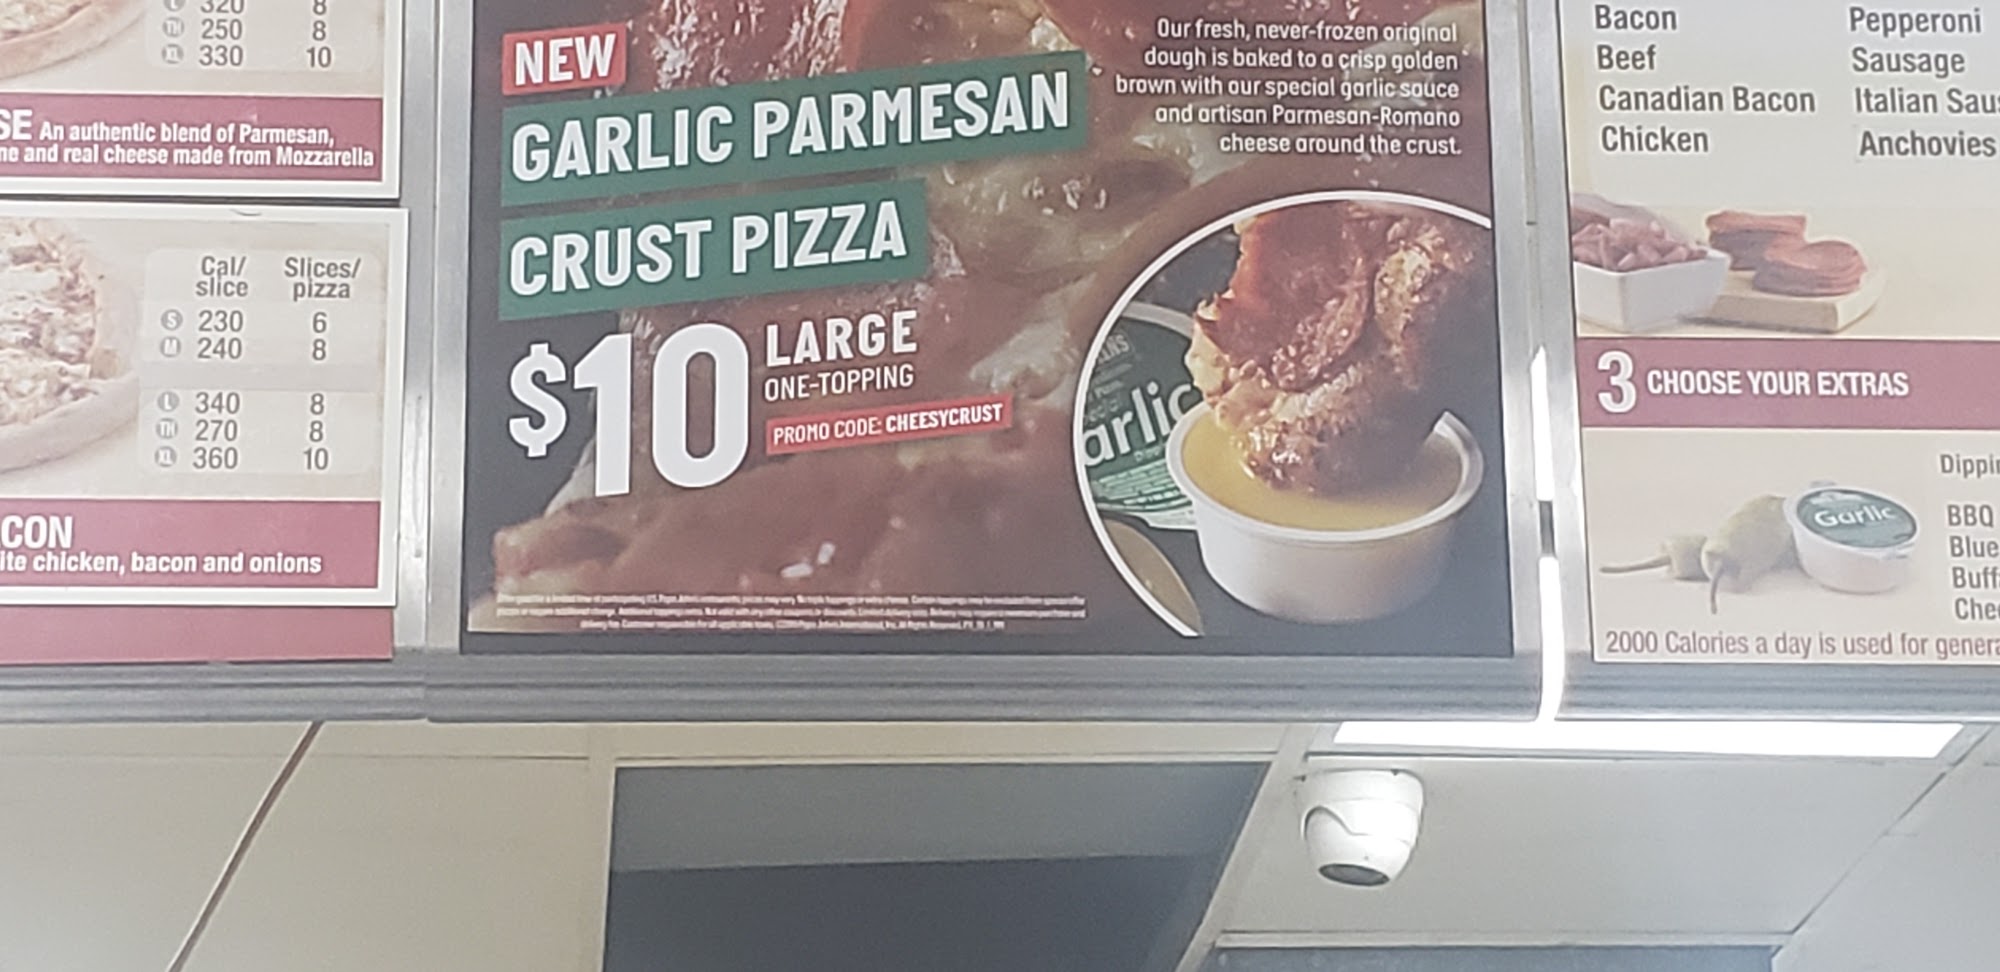 320 8
TH 250 8
XL 330 10
SE An authentic blend of Parmesan,
and real cheese made from Mozzarella
Cal/ Slices/
slice pizza
S 230 6
M 240 8
L 340 8
TH 270 8
XL 360 10
CON
ite chicken, bacon and onions
NEW
GARLIC PARMESAN
CRUST PIZZA
$10 LARGE
ONE-TOPPING
PROMO CODE: CHEESYCRUST
Our fresh, never-frozen original
dough is baked to a crisp golden
brown with our special garlic sauce
and artisan Parmesan-Romano
cheese around the crust.
arlic
Bacon Pepperoni
Beef Sausage
Canadian Bacon Italian Sau
Chicken Anchovies
3 CHOOSE YOUR EXTRAS
Garlic
Dippi
BBQ
Blue
Buff
Che
2000 Calories a day is used for genera